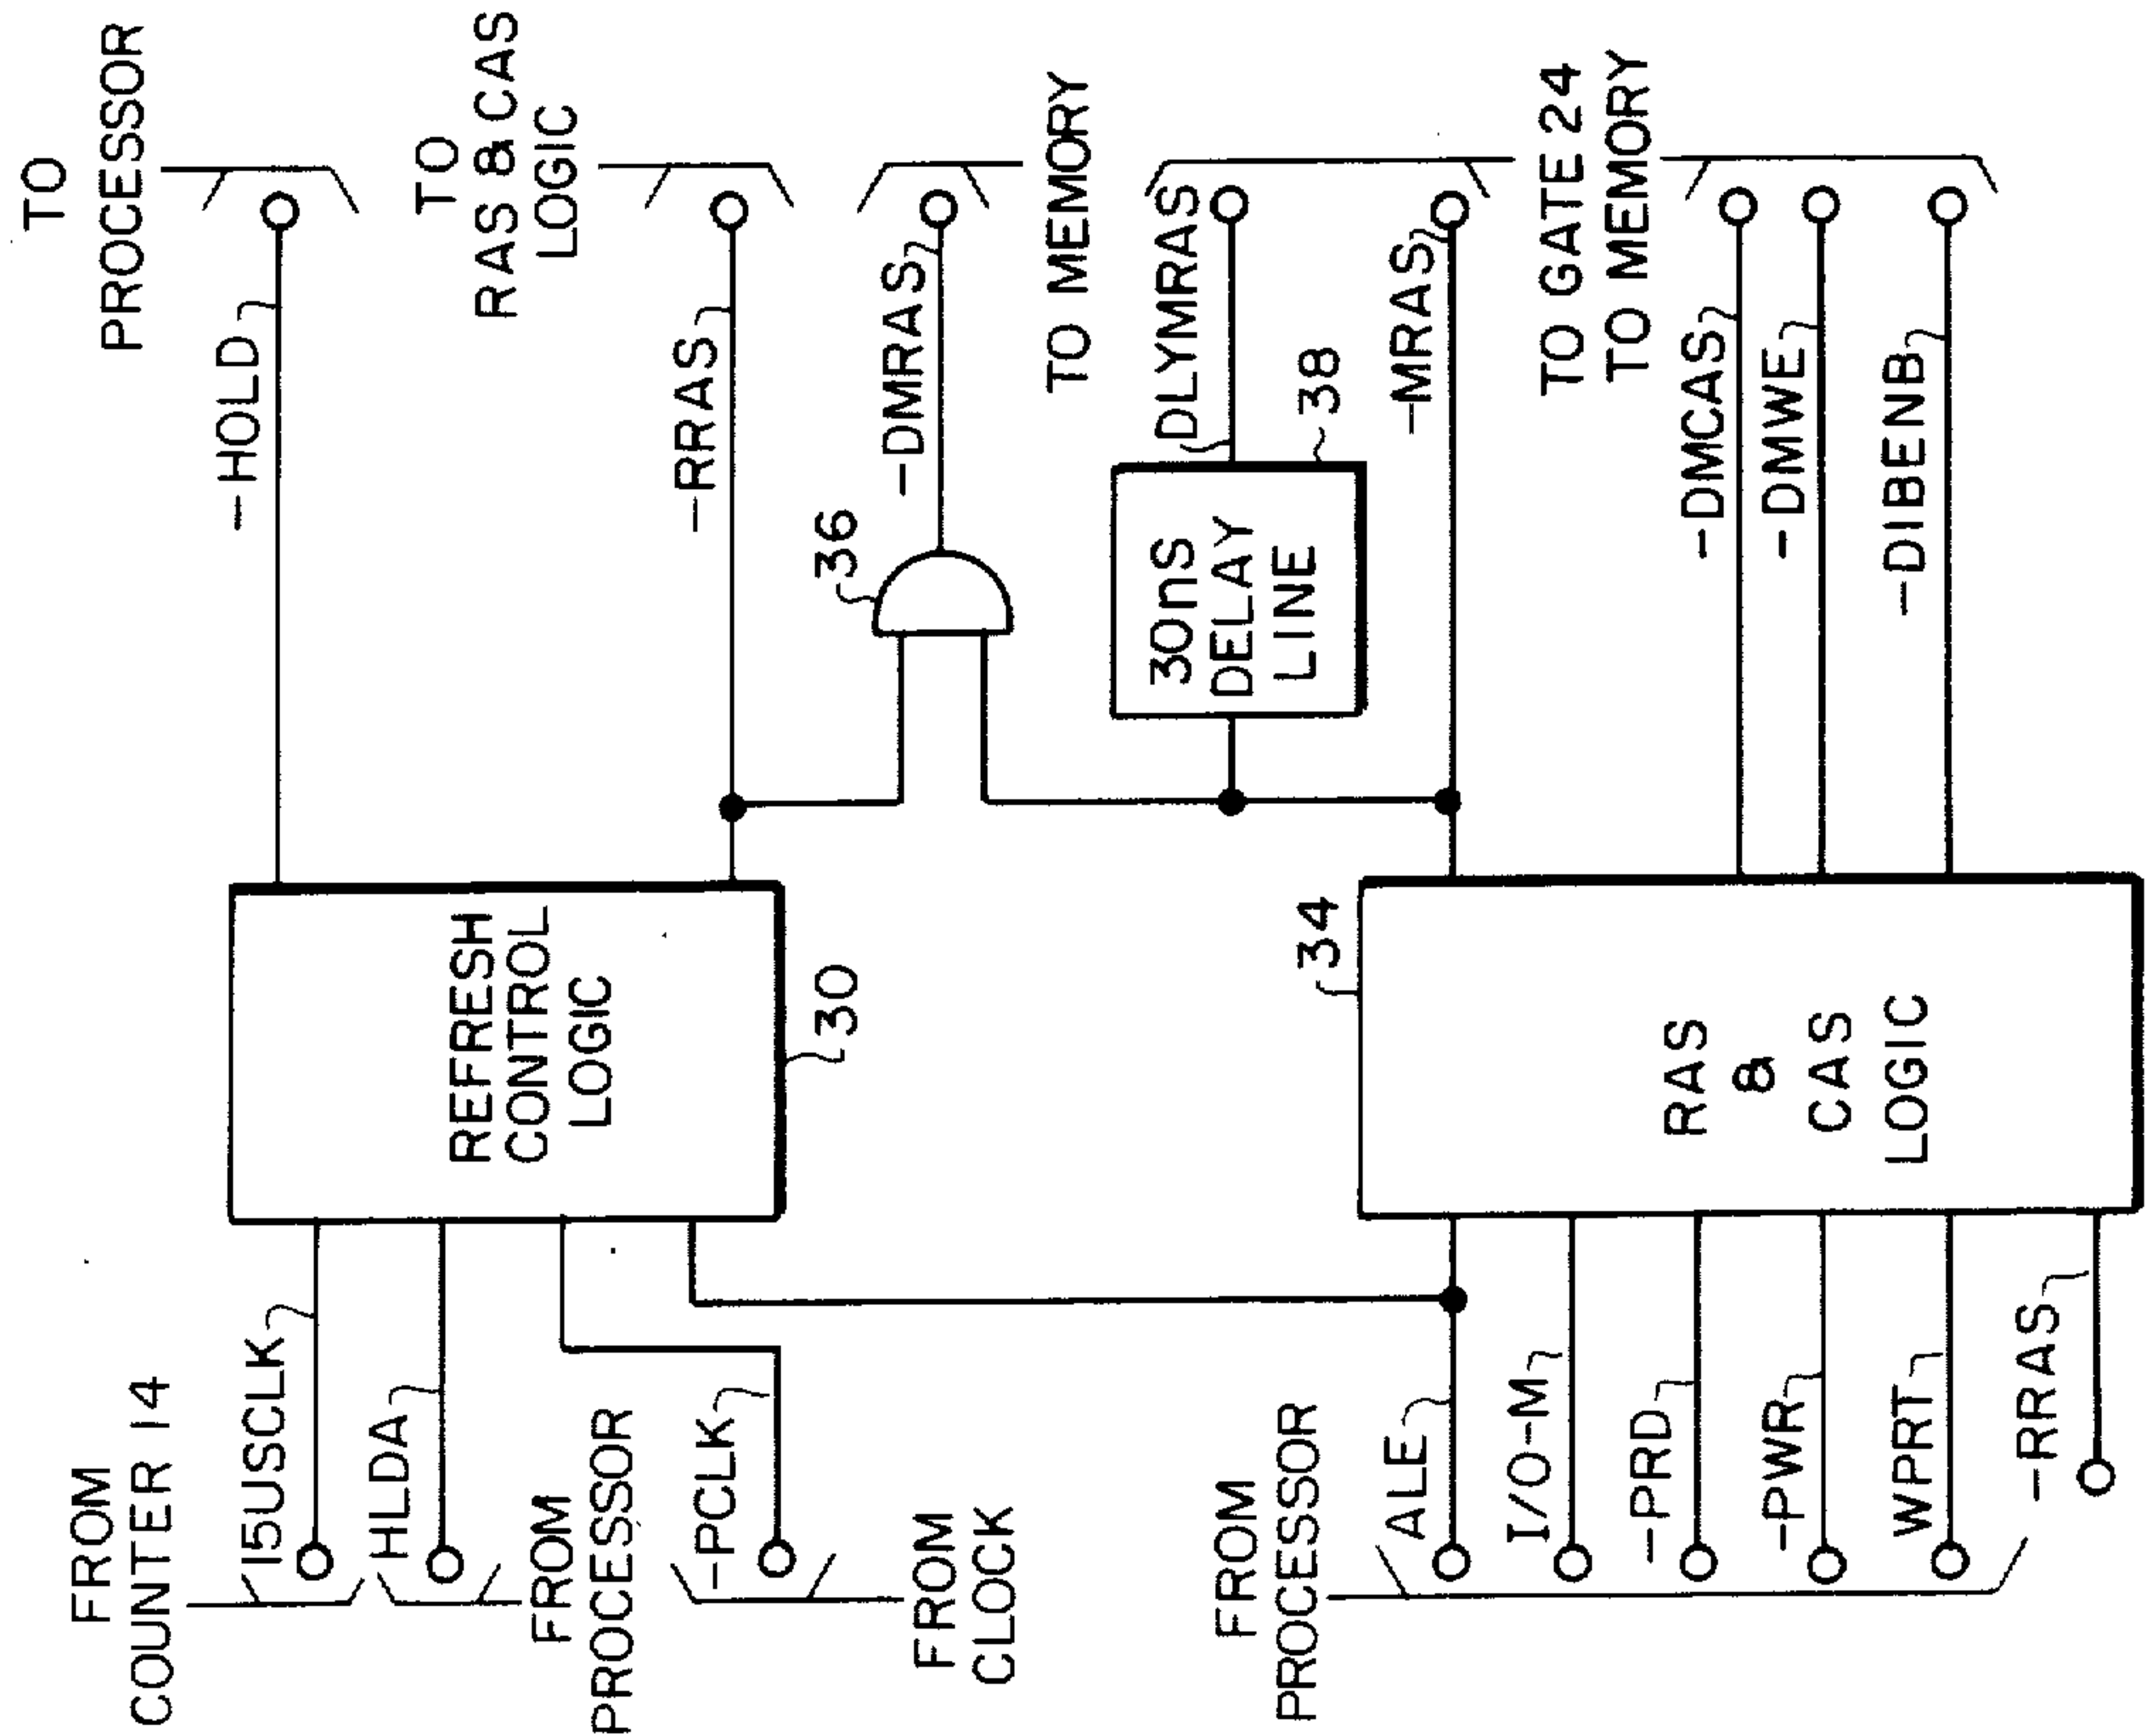 FROM
COUNTER 14
15USCLK
HLDA
FROM
PROCESSOR
-PCLK
FROM
CLOCK
FROM
PROCESSOR
ALE
I/O-M
-PRD
-PWR
WPRT
-RRAS
REFRESH
CONTROL
LOGIC
30
34
RAS
&
CAS
LOGIC
36
30nS
DELAY
LINE
38
TO
PROCESSOR
-HOLD
TO
RAS & CAS
LOGIC
-RRAS
-DMRAS
TO MEMORY
DLYMRAS
-MRAS
TO GATE 24
TO MEMORY
-DMCAS
-DMWE
-DIBENB